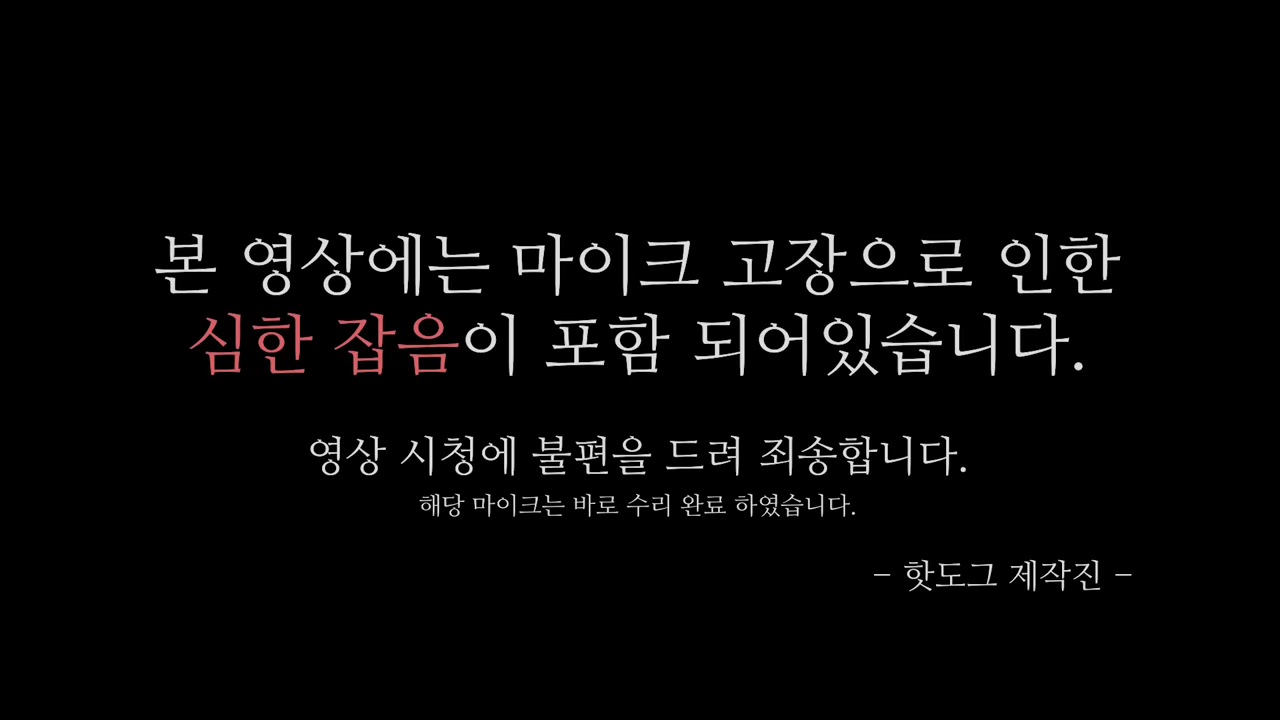 본 영상에는 마이크 고장으로 인한
심한 잡음이 포함 되어있습니다.
영상 시청에 불편을 드려 죄송합니다.
해당 마이크는 바로 수리 완료 하였습니다.
- 핫도그 제작진 -